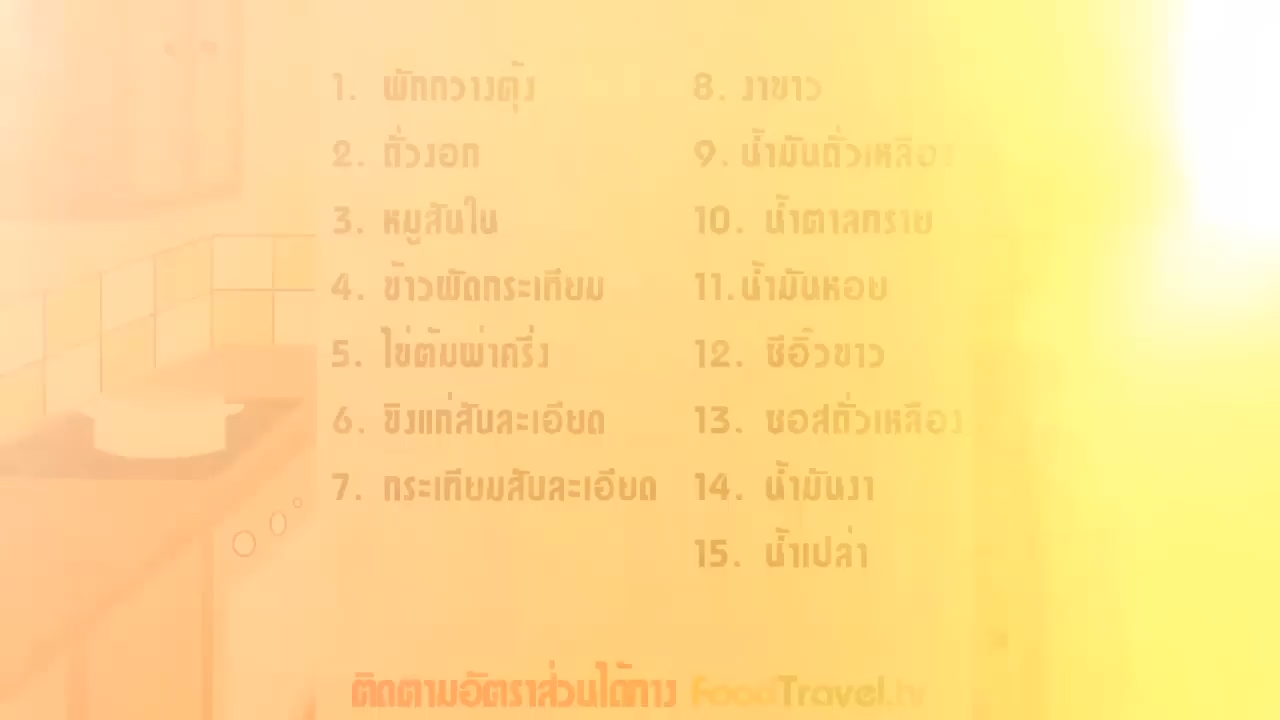 1. ผักกวางตุ้ง
2. ถั่วงอก
3. หมูสันใน
4. ข้าวผัดกระเทียม
5. ไข่ต้มผ่าครึ่ง
6. ขิงแก่สับละเอียด
7. กระเทียมสับละเอียด
8. งาขาว
9. น้ำมันถั่วเหลือง
10. น้ำตาลทราย
11. น้ำมันหอย
12. ซีอิ๊วขาว
13. ซอสถั่วเหลือง
14. น้ำมันงา
15. น้ำเปล่า
ติดตามอัตราส่วนได้ทาง FoodTravel.tv